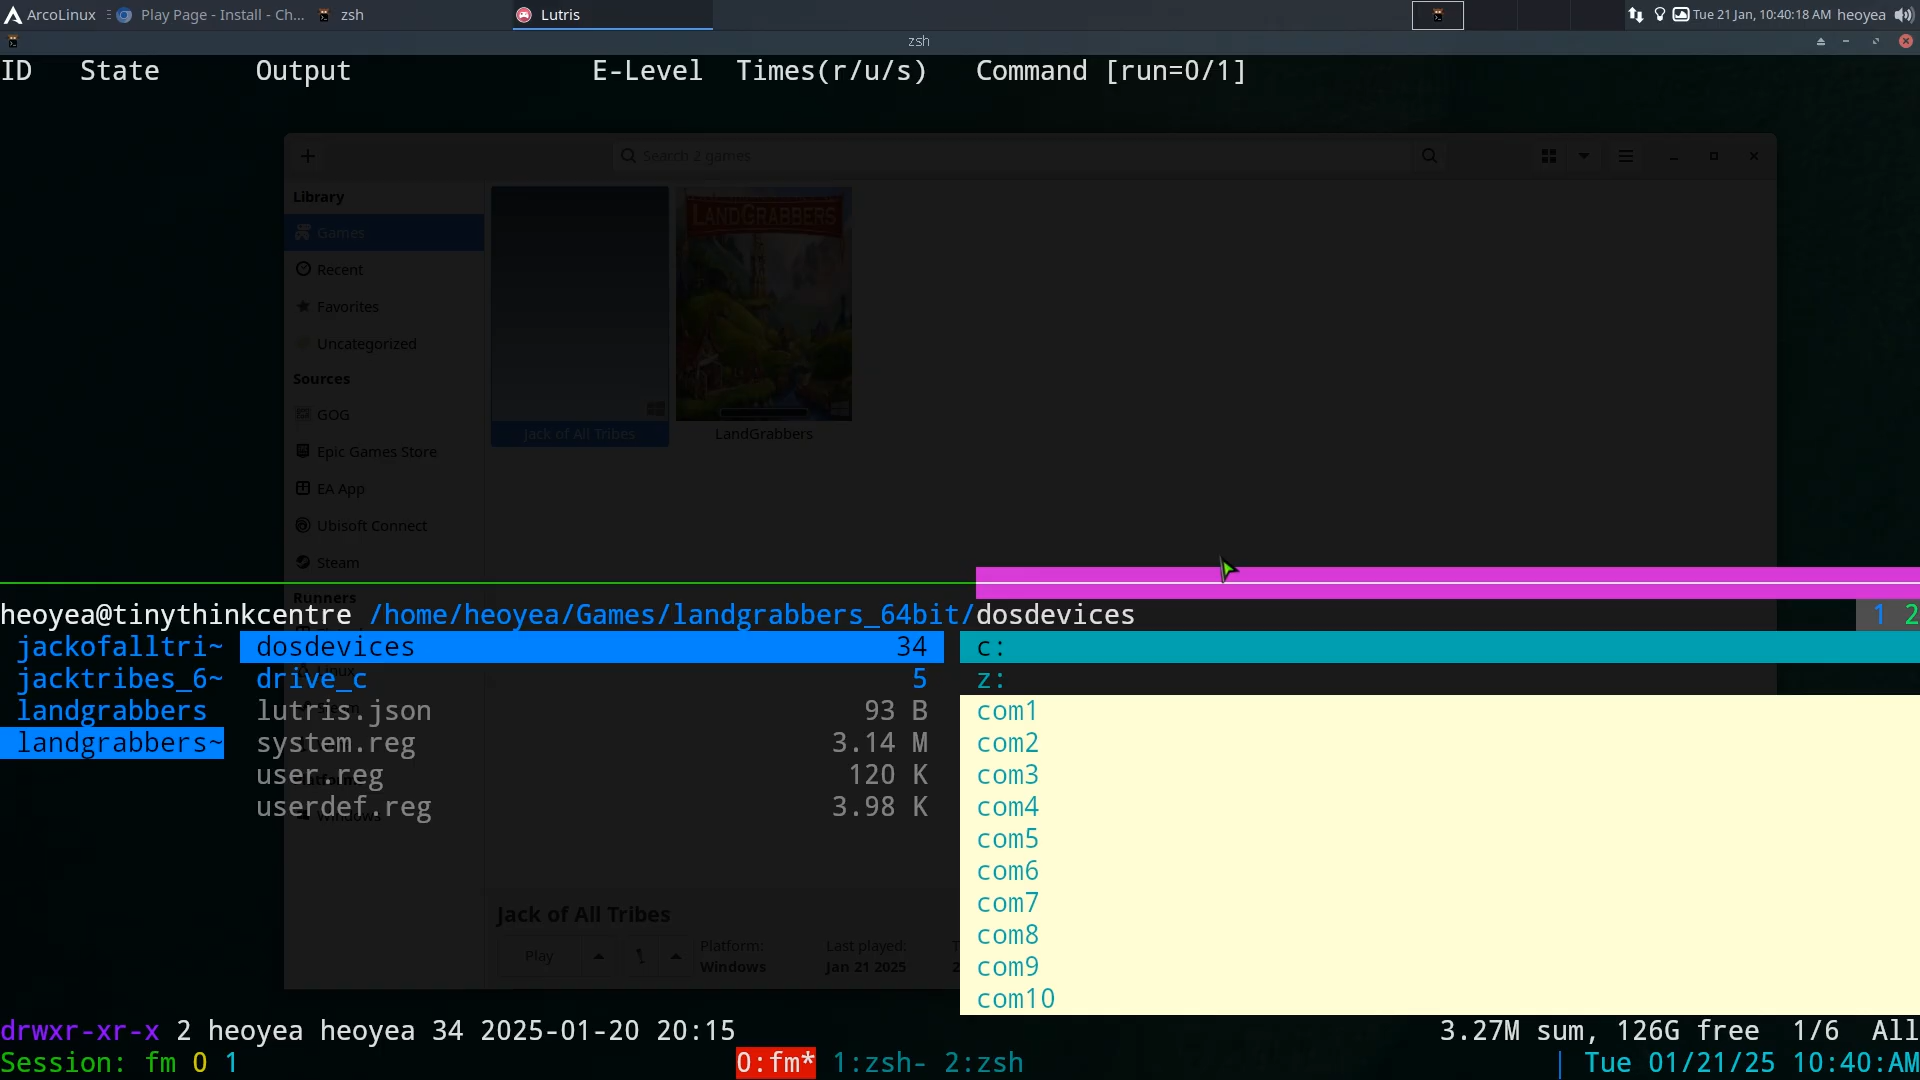 ArcoLinux Play Page - Install - Ch... zsh Lutris Tue 21 Jan, 10:40:18 AM heoyea
zsh
ID State Output E-Level Times(r/u/s) Command [run=0/1]
Search 2 games
Library
Games
Recent
Favorites
Uncategorized
Sources
GOG
Epic Games Store
EA App
Ubisoft Connect
Steam
Runners
LANDGRABBERS
Jack of All Tribes LandGrabbers
heoyea@tinythinkcentre /home/heoyea/Games/landgrabbers_64bit/dosdevices 1 2
jackofalltri~ dosdevices 34 c:
jacktribes_6~ drive_c 5 z:
landgrabbers lutris.json 93 B com1
landgrabbers~ system.reg 3.14 M com2
user.reg 120 K com3
userdef.reg 3.98 K com4
Windows
com5
com6
com7
com8
com9
com10
Jack of All Tribes
Play Platform: Last played:
Windows Jan 21 2025
drwxr-xr-x 2 heoyea heoyea 34 2025-01-20 20:15 3.27M sum, 126G free 1/6 All
Session: fm 0 1 0:fm* 1:zsh- 2:zsh | Tue 01/21/25 10:40:AM